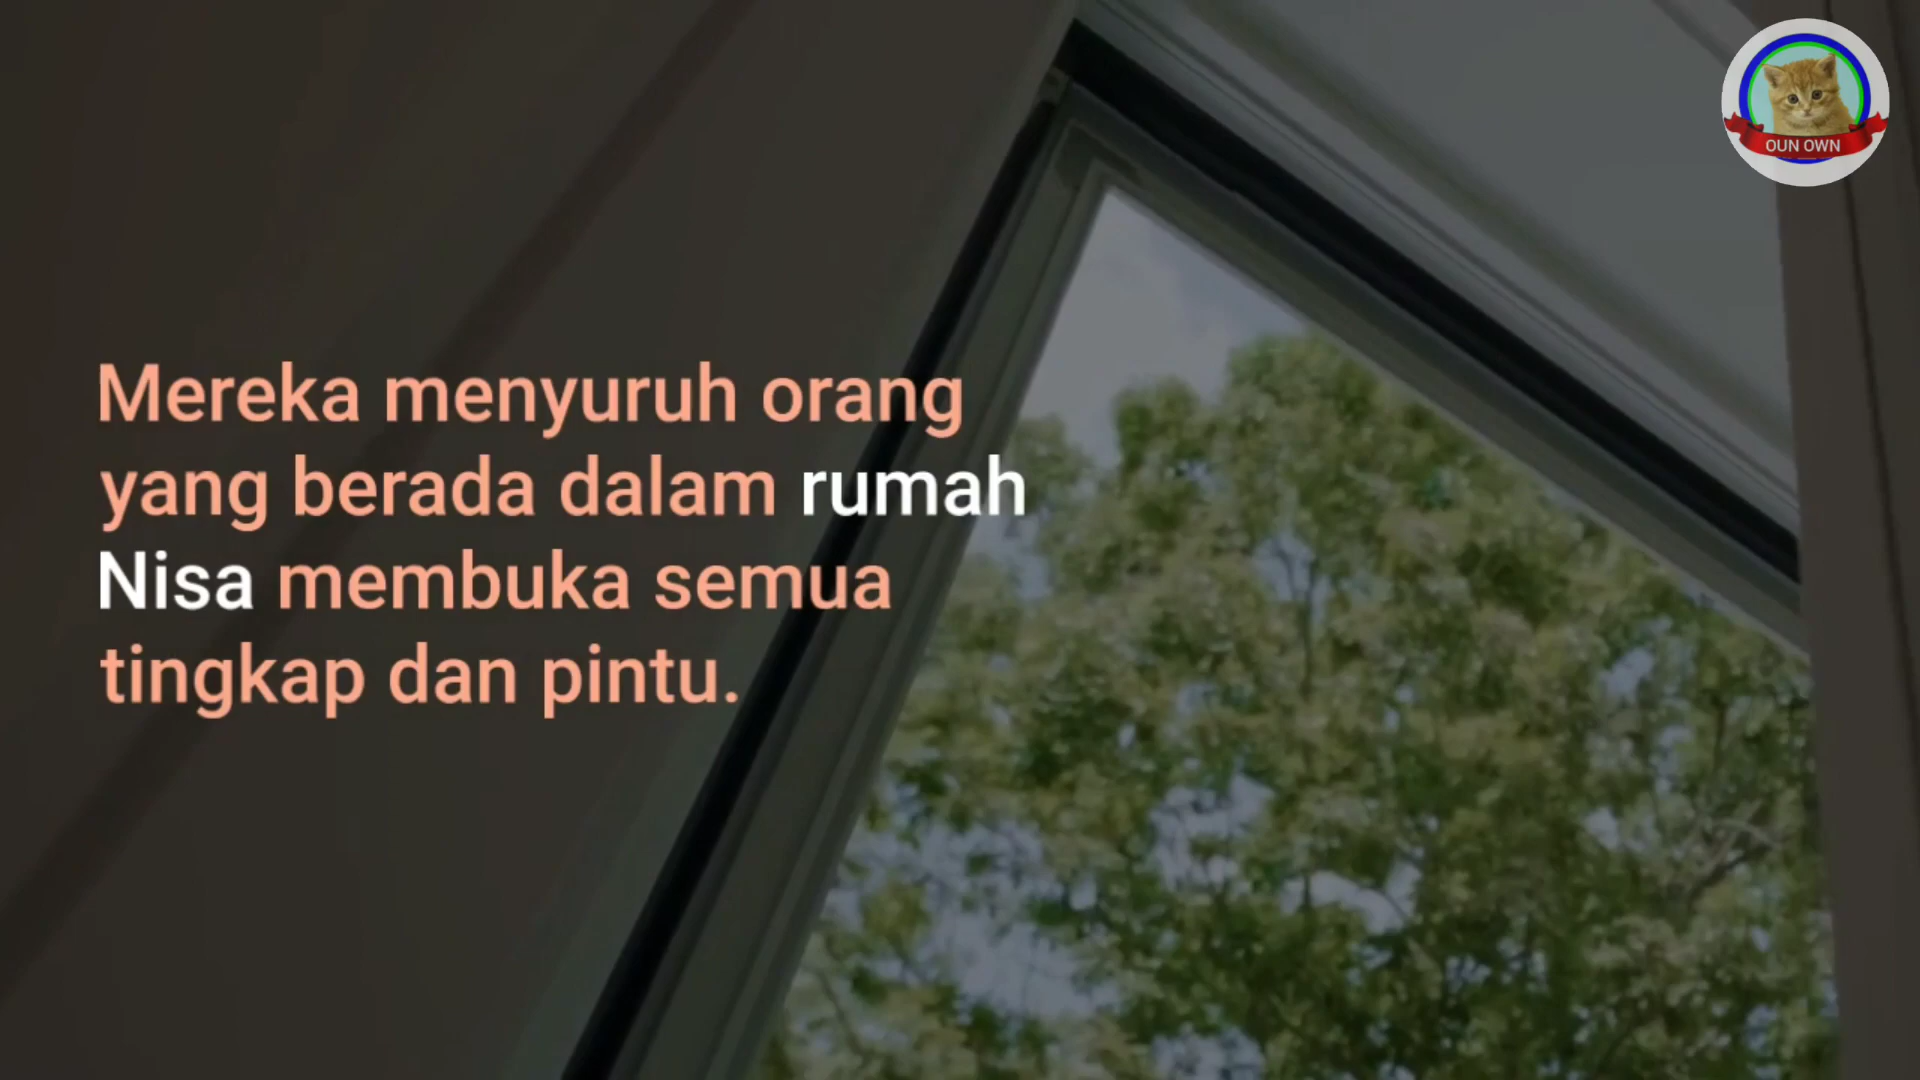 OUN OWN
Mereka menyuruh orang
yang berada dalam rumah
Nisa membuka semua
tingkap dan pintu.